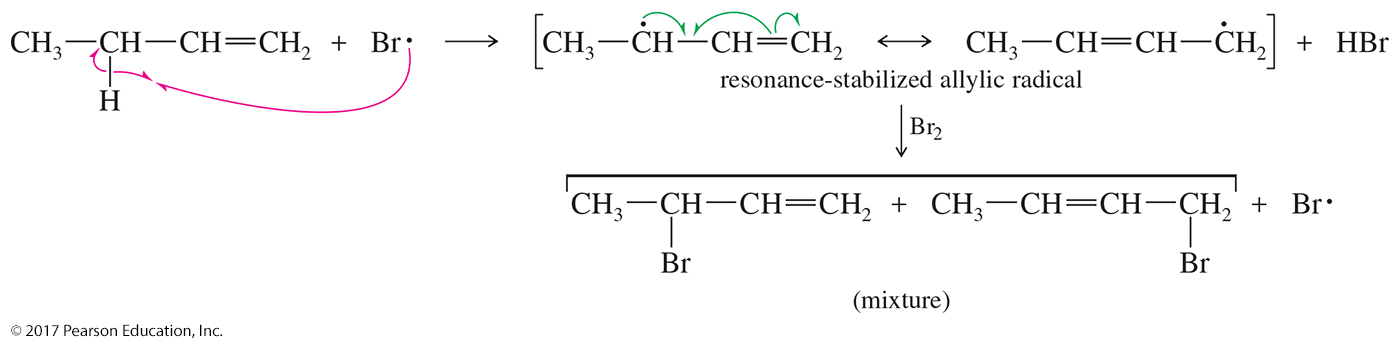 CH₃—CH—CH=CH₂ + Br• ⟶ [CH₃—ĊH—CH=CH₂ ⟷ CH₃—CH=CH—ĊH₂] + HBr
H
resonance-stabilized allylic radical
Br₂
CH₃—CH—CH=CH₂ + CH₃—CH=CH—CH₂ + Br•
Br Br
(mixture)
© 2017 Pearson Education, Inc.